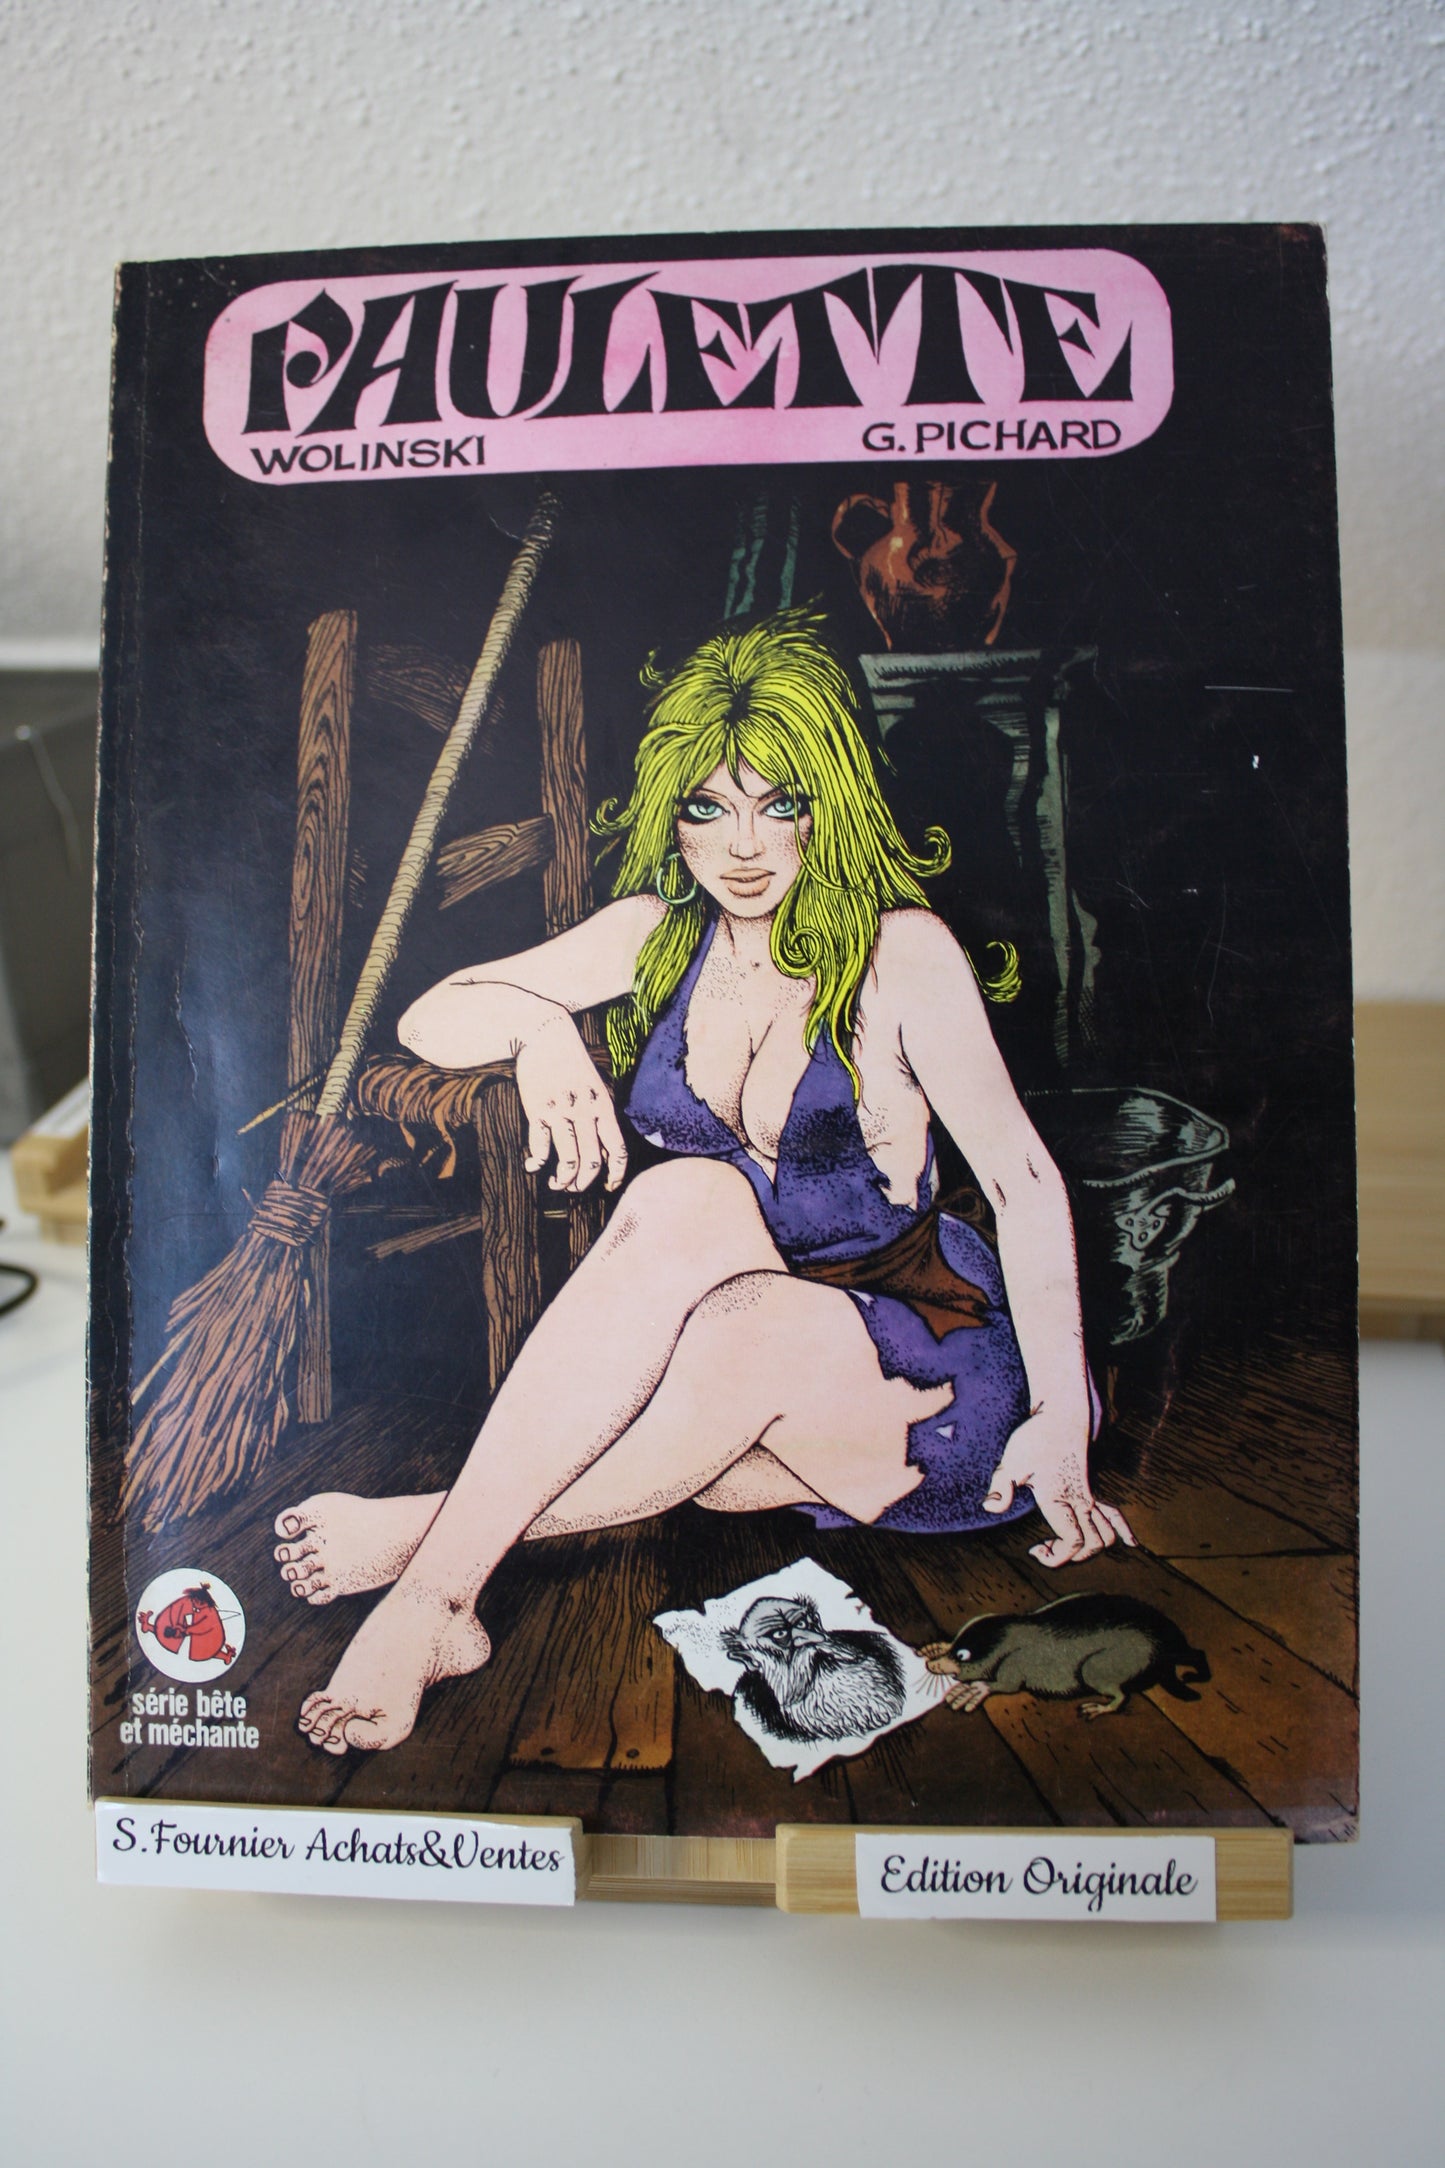 PAULETTE
WOLINSKI
G. PICHARD
série bête
et méchante
S.Fournier Achats&Ventes
Edition Originale